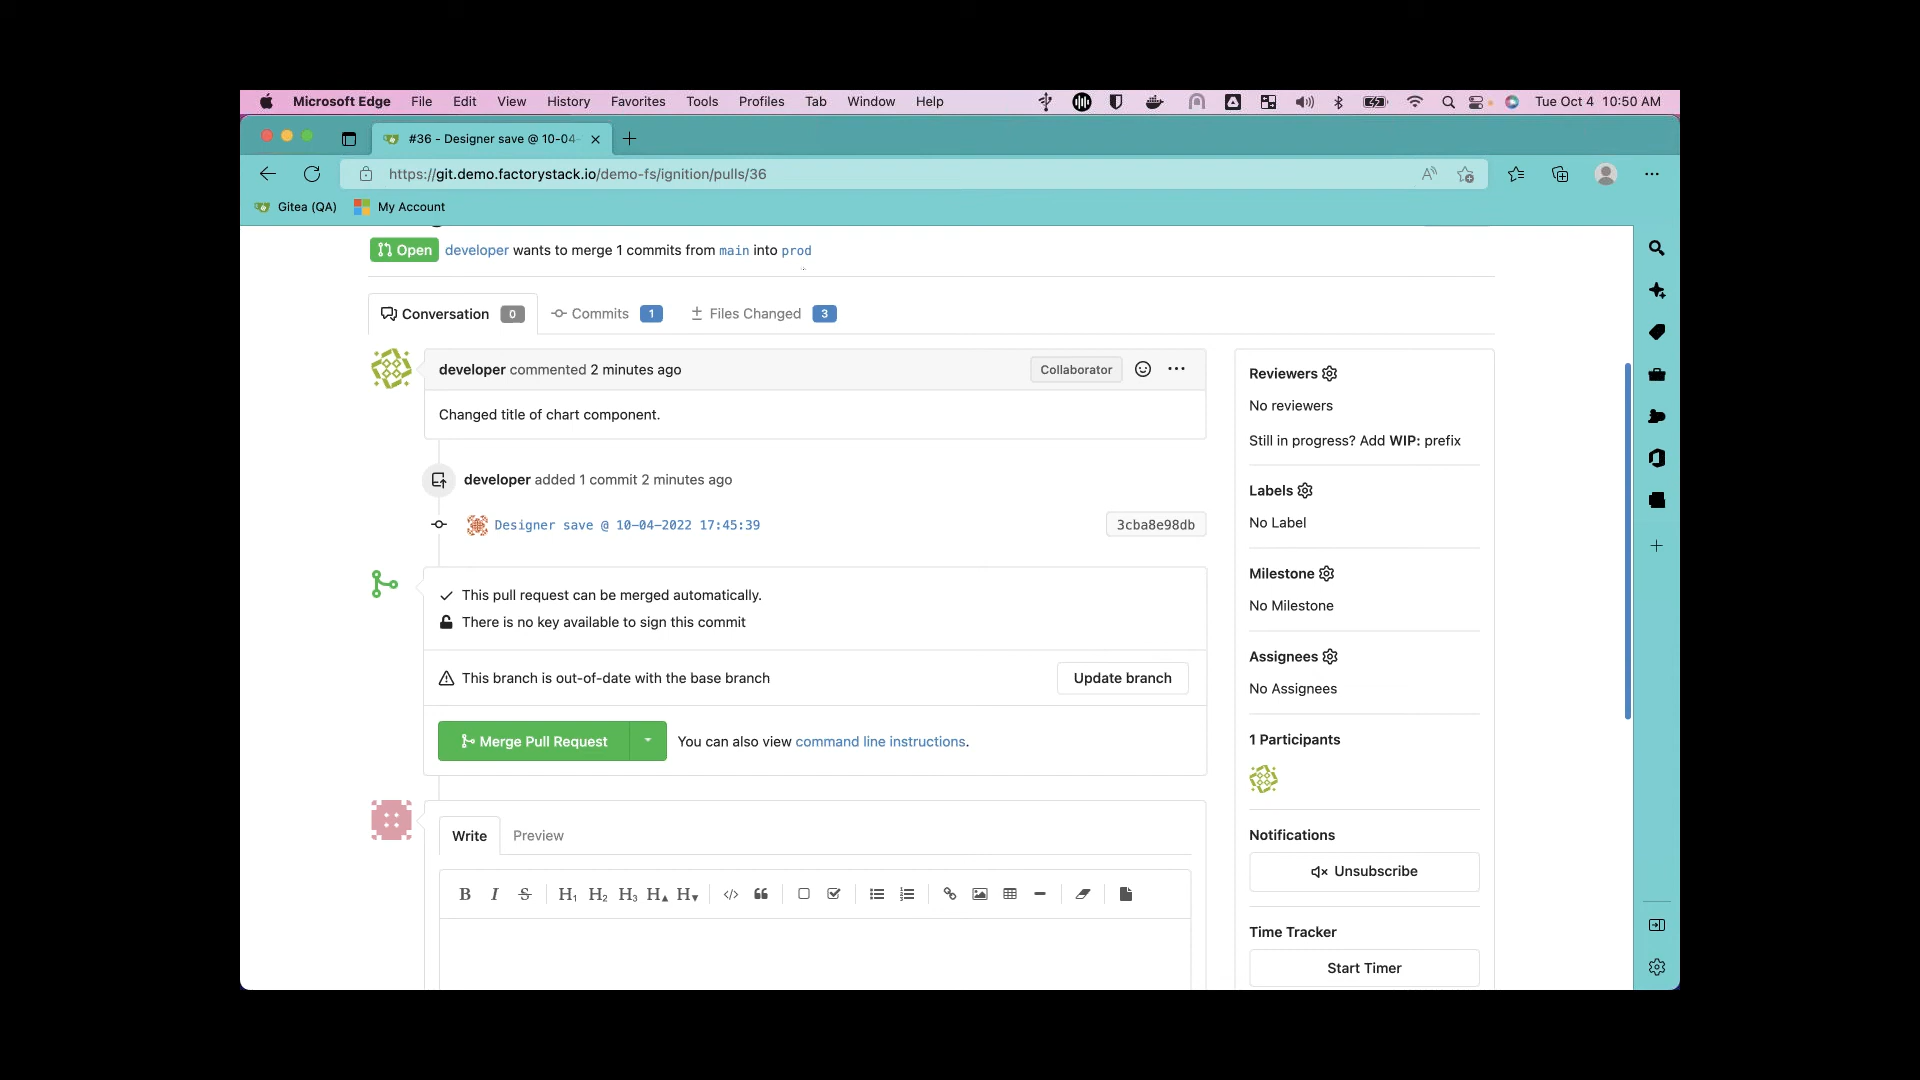 Microsoft Edge File Edit View History Favorites Tools Profiles Tab Window Help Tue Oct 4 10:50 AM
#36 - Designer save @ 10-04-
https://git.demo.factorystack.io/demo-fs/ignition/pulls/36
Gitea (QA) My Account
Open developer wants to merge 1 commits from main into prod
Conversation 0 Commits 1 Files Changed 3
developer commented 2 minutes ago Collaborator
Changed title of chart component.
developer added 1 commit 2 minutes ago
Designer save @ 10-04-2022 17:45:39 3cba8e98db
This pull request can be merged automatically.
There is no key available to sign this commit
This branch is out-of-date with the base branch Update branch
Merge Pull Request You can also view command line instructions.
Write Preview
B I S H1 H2 H3 H▲ H▼
Reviewers
No reviewers
Still in progress? Add WIP: prefix
Labels
No Label
Milestone
No Milestone
Assignees
No Assignees
1 Participants
Notifications
Unsubscribe
Time Tracker
Start Timer